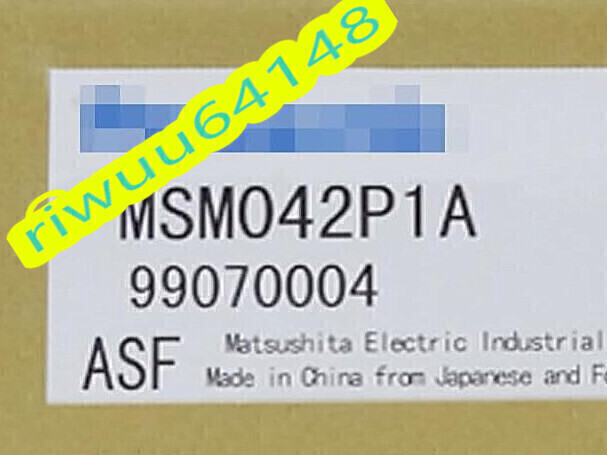 riwuu64148
MSM042P1A
99070004
ASF
Matsushita Electric Industrial
Made in China from Japanese and